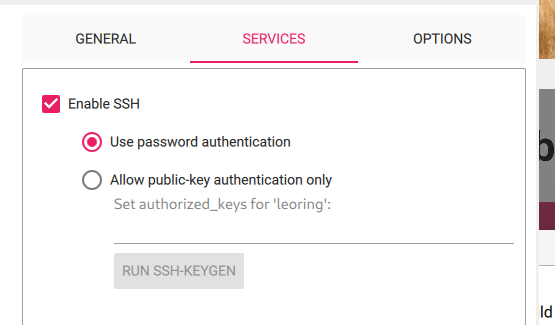 GENERAL SERVICES OPTIONS
Enable SSH
Use password authentication
b
Allow public-key authentication only
Set authorized_keys for 'leoring':
RUN SSH-KEYGEN
ld